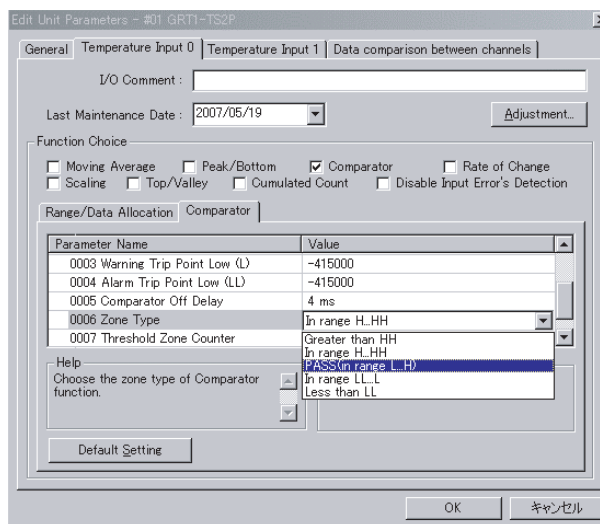 Edit Unit Parameters - #01 GRT1-TS2P
General Temperature Input 0 Temperature Input 1 Data comparison between channels
I/O Comment :
Last Maintenance Date : 2007/05/19 Adjustment...
Function Choice
Moving Average Peak/Bottom Comparator Rate of Change
Scaling Top/Valley Cumulated Count Disable Input Error's Detection
Range/Data Allocation Comparator
Parameter Name Value
0003 Warning Trip Point Low (L) -415000
0004 Alarm Trip Point Low (LL) -415000
0005 Comparator Off Delay 4 ms
0006 Zone Type In range H...HH
0007 Threshold Zone Counter
Greater than HH
In range H...HH
PASS(in range L...H)
In range LL...L
Less than LL
Help
Choose the zone type of Comparator
function.
Default Setting
OK キャンセル